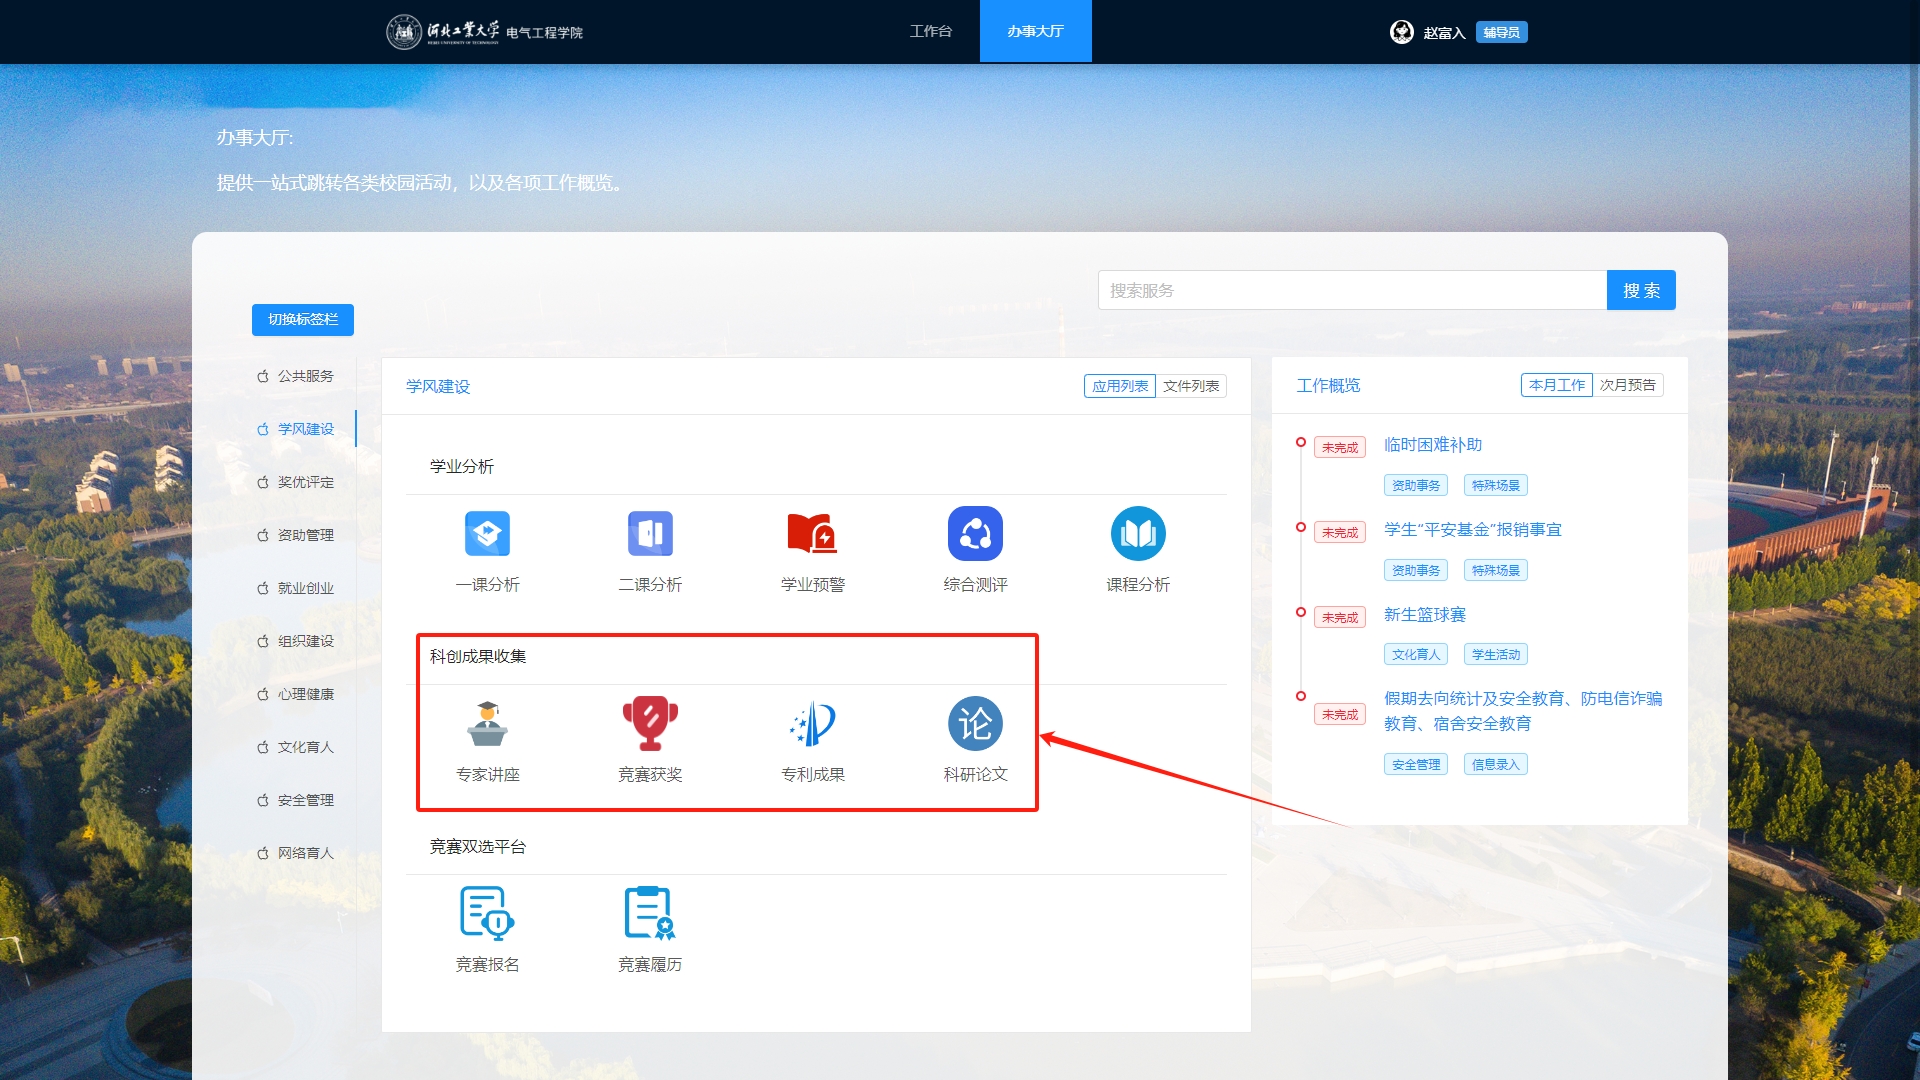 河北工业大学 电气工程学院
工作台
办事大厅
赵富入
辅导员
办事大厅:
提供一站式跳转各类校园活动，以及各项工作概览。
搜索服务
搜 索
切换标签栏
公共服务
学风建设
奖优评定
资助管理
就业创业
组织建设
心理健康
文化育人
安全管理
网络育人
学风建设
应用列表
文件列表
学业分析
一课分析
二课分析
学业预警
综合测评
课程分析
科创成果收集
论
专家讲座
竞赛获奖
专利成果
科研论文
竞赛双选平台
竞赛报名
竞赛履历
工作概览
本月工作
次月预告
未完成
临时困难补助
资助事务
特殊场景
未完成
学生“平安基金”报销事宜
资助事务
特殊场景
未完成
新生篮球赛
文化育人
学生活动
未完成
假期去向统计及安全教育、防电信诈骗
教育、宿舍安全教育
安全管理
信息录入